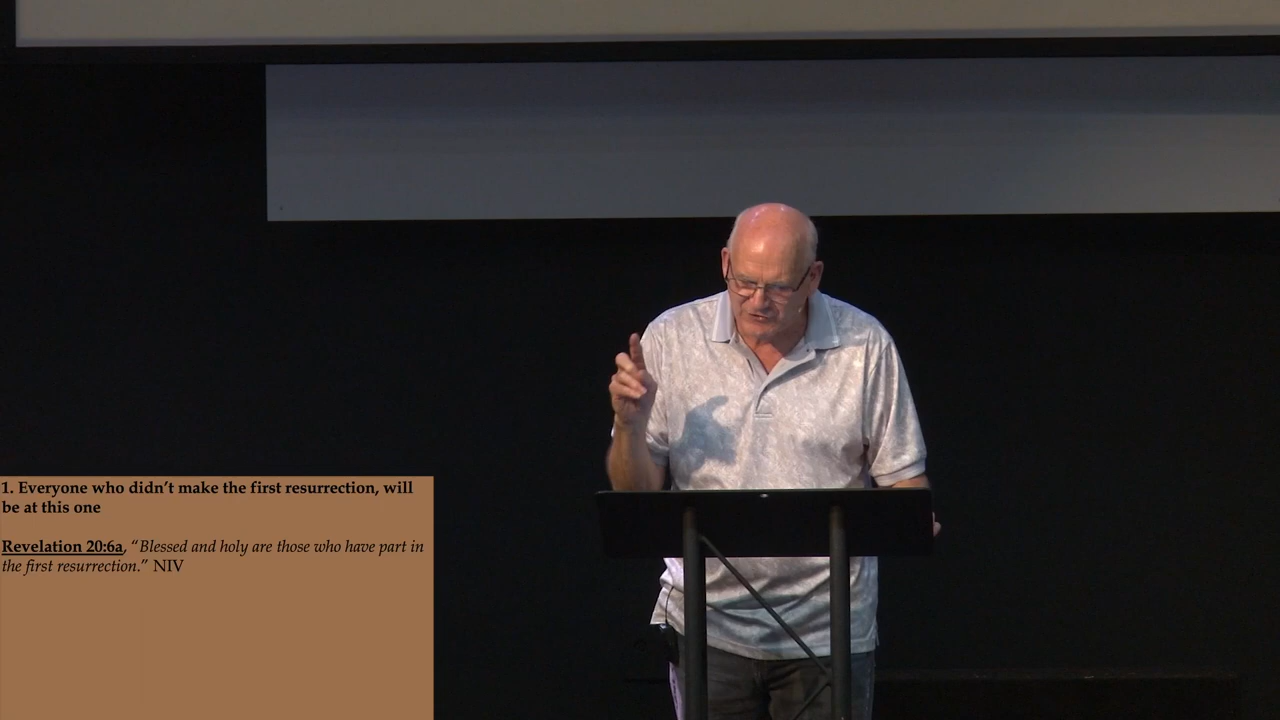 1. Everyone who didn’t make the first resurrection, will
be at this one
Revelation 20:6a, “Blessed and holy are those who have part in
the first resurrection.” NIV